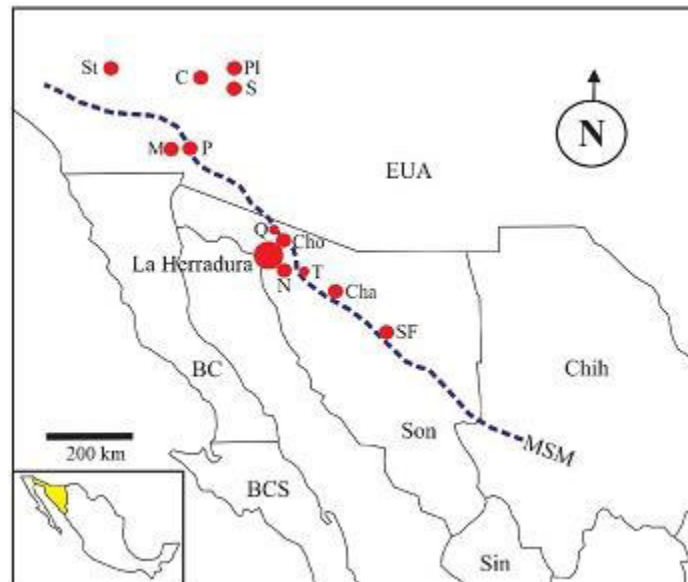 St
C
Pl
S
M
P
N
EUA
Q
Cho
La Herradura
N
T
Cha
SF
BC
Chih
200 km
Son
MSM
BCS
Sin